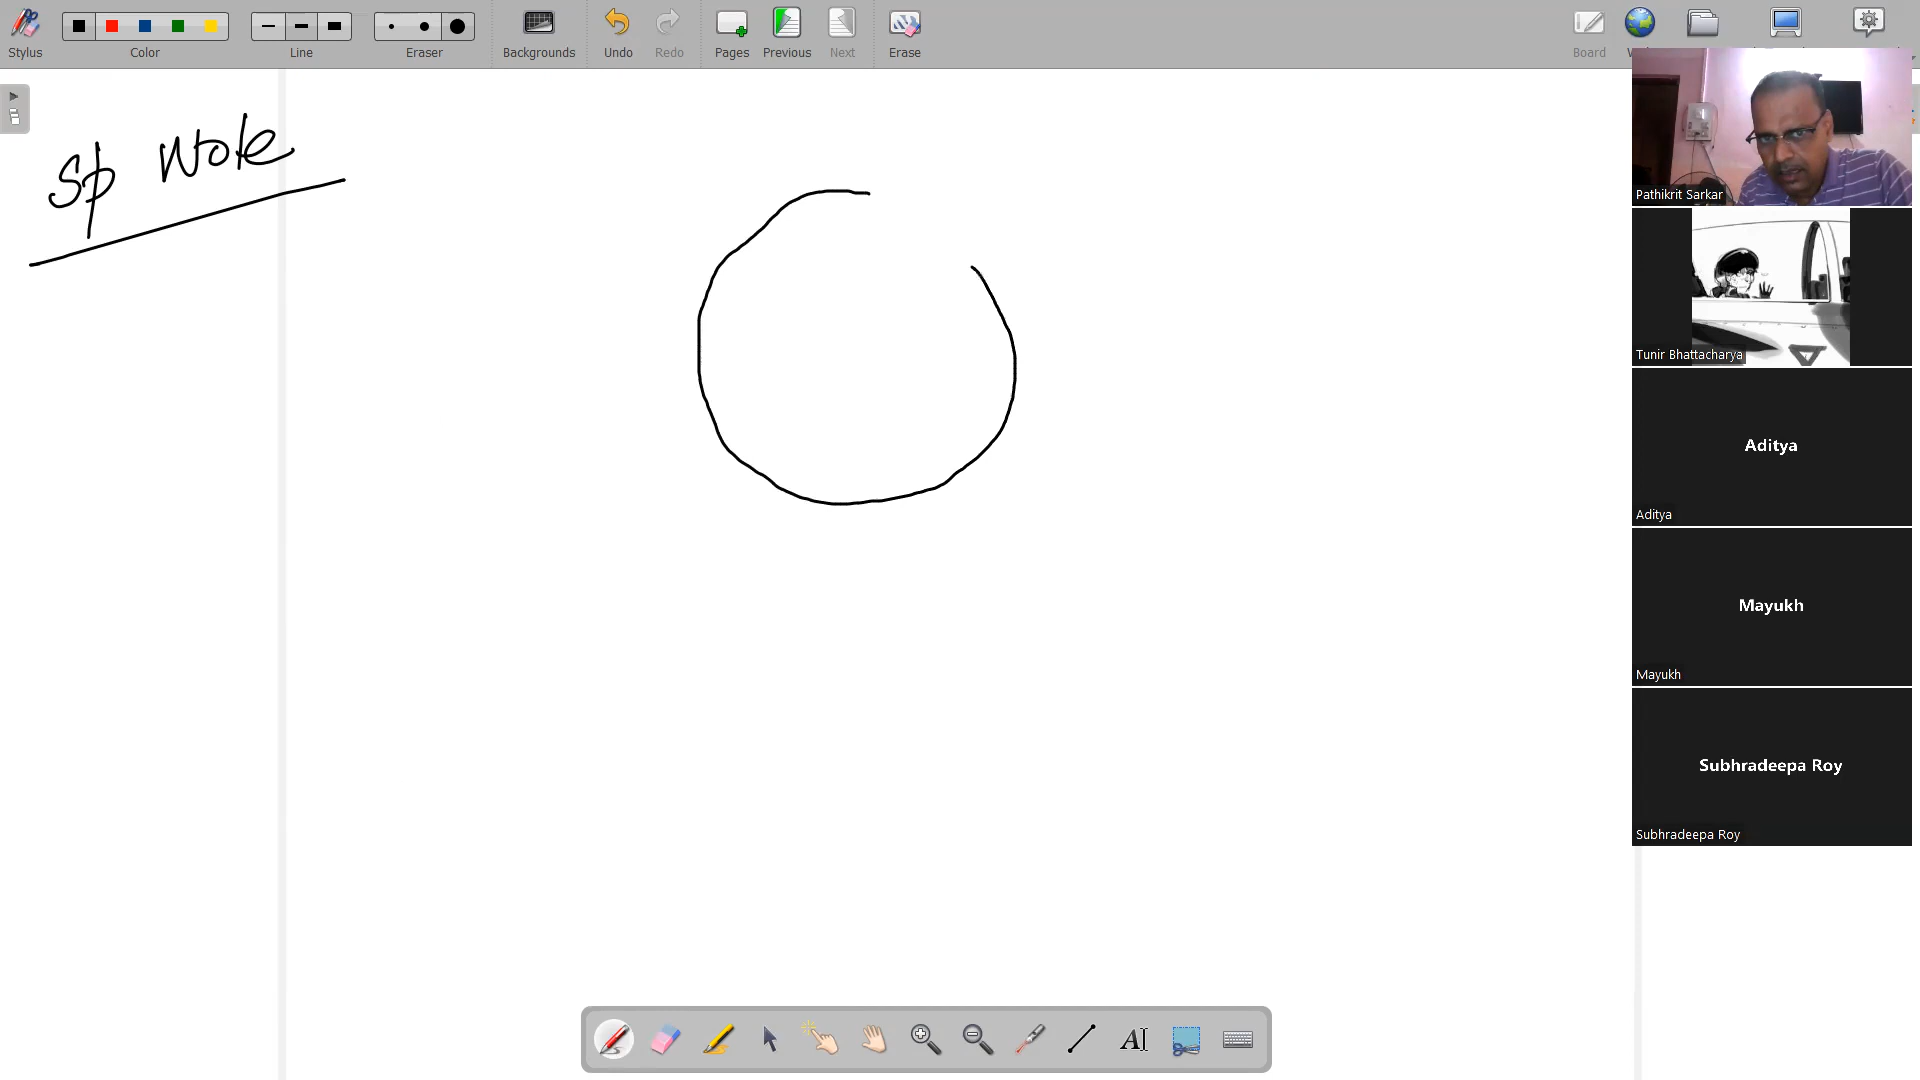 Stylus Color Line Eraser Backgrounds Undo Redo Pages Previous Next Erase Board
Sp Note
Pathikrit Sarkar
Tunir Bhattacharya
Aditya
Aditya
Mayukh
Mayukh
Subhradeepa Roy
Subhradeepa Roy
AI